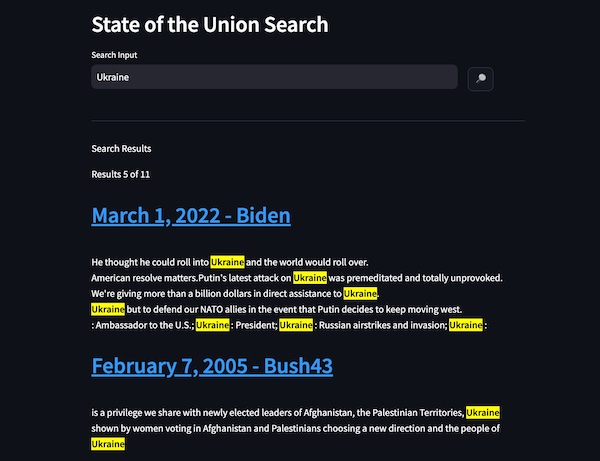 State of the Union Search
Search Input
Ukraine
Search Results
Results 5 of 11
March 1, 2022 - Biden
He thought he could roll into Ukraine and the world would roll over.
American resolve matters.Putin's latest attack on Ukraine was premeditated and totally unprovoked.
We're giving more than a billion dollars in direct assistance to Ukraine.
Ukraine but to defend our NATO allies in the event that Putin decides to keep moving west.
: Ambassador to the U.S.; Ukraine : President; Ukraine : Russian airstrikes and invasion; Ukraine :
February 7, 2005 - Bush43
is a privilege we share with newly elected leaders of Afghanistan, the Palestinian Territories, Ukraine
shown by women voting in Afghanistan and Palestinians choosing a new direction and the people of
Ukraine